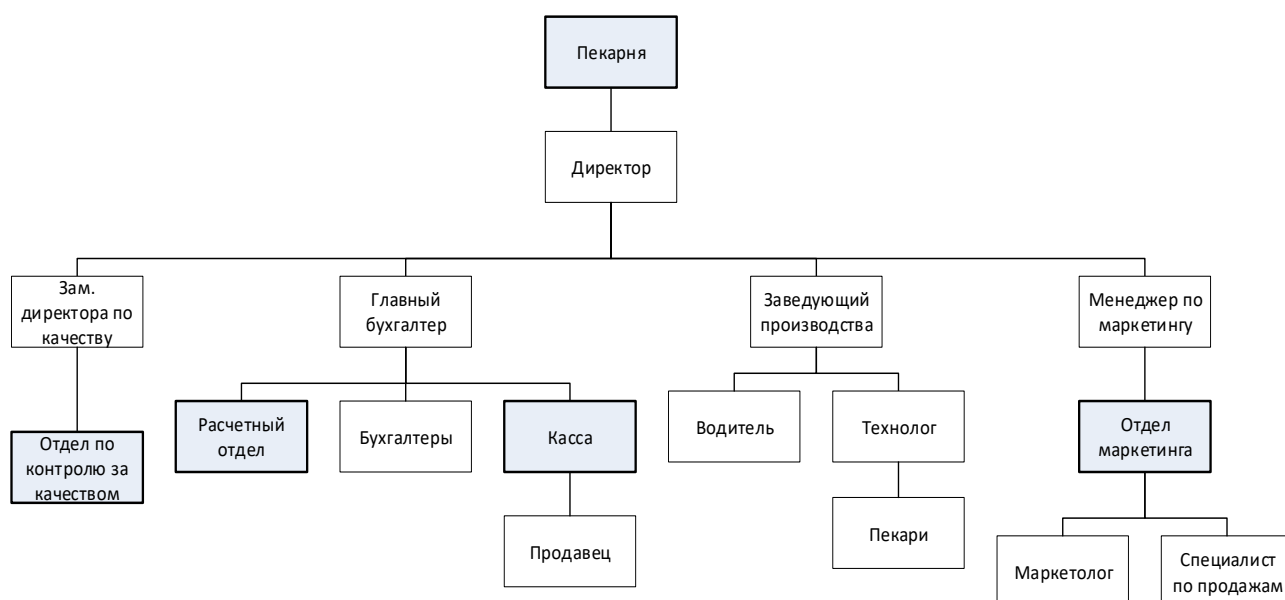 Пекарня
Директор
Зам.
директора по
качеству
Главный
бухгалтер
Заведующий
производства
Менеджер по
маркетингу
Отдел по
контролю за
качеством
Расчетный
отдел
Бухгалтеры
Касса
Водитель
Технолог
Отдел
маркетинга
Продавец
Пекари
Маркетолог
Специалист
по продажам